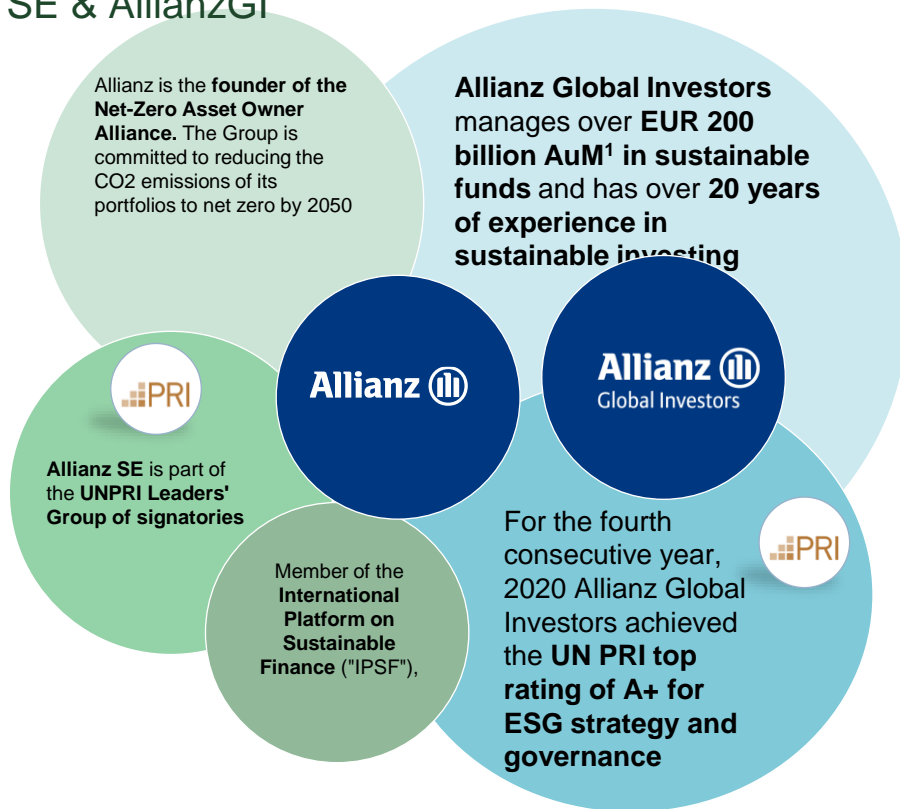 SE & AllianzGI
Allianz is the founder of the
Net-Zero Asset Owner
Alliance. The Group is
committed to reducing the
CO2 emissions of its
portfolios to net zero by 2050
Allianz Global Investors
manages over EUR 200
billion AuM¹ in sustainable
funds and has over 20 years
of experience in
sustainable investing
Allianz
Allianz
Global Investors
PRI
Allianz SE is part of
the UNPRI Leaders'
Group of signatories
Member of the
International
Platform on
Sustainable
Finance ("IPSF"),
For the fourth
consecutive year,
2020 Allianz Global
Investors achieved
the UN PRI top
rating of A+ for
ESG strategy and
governance
PRI